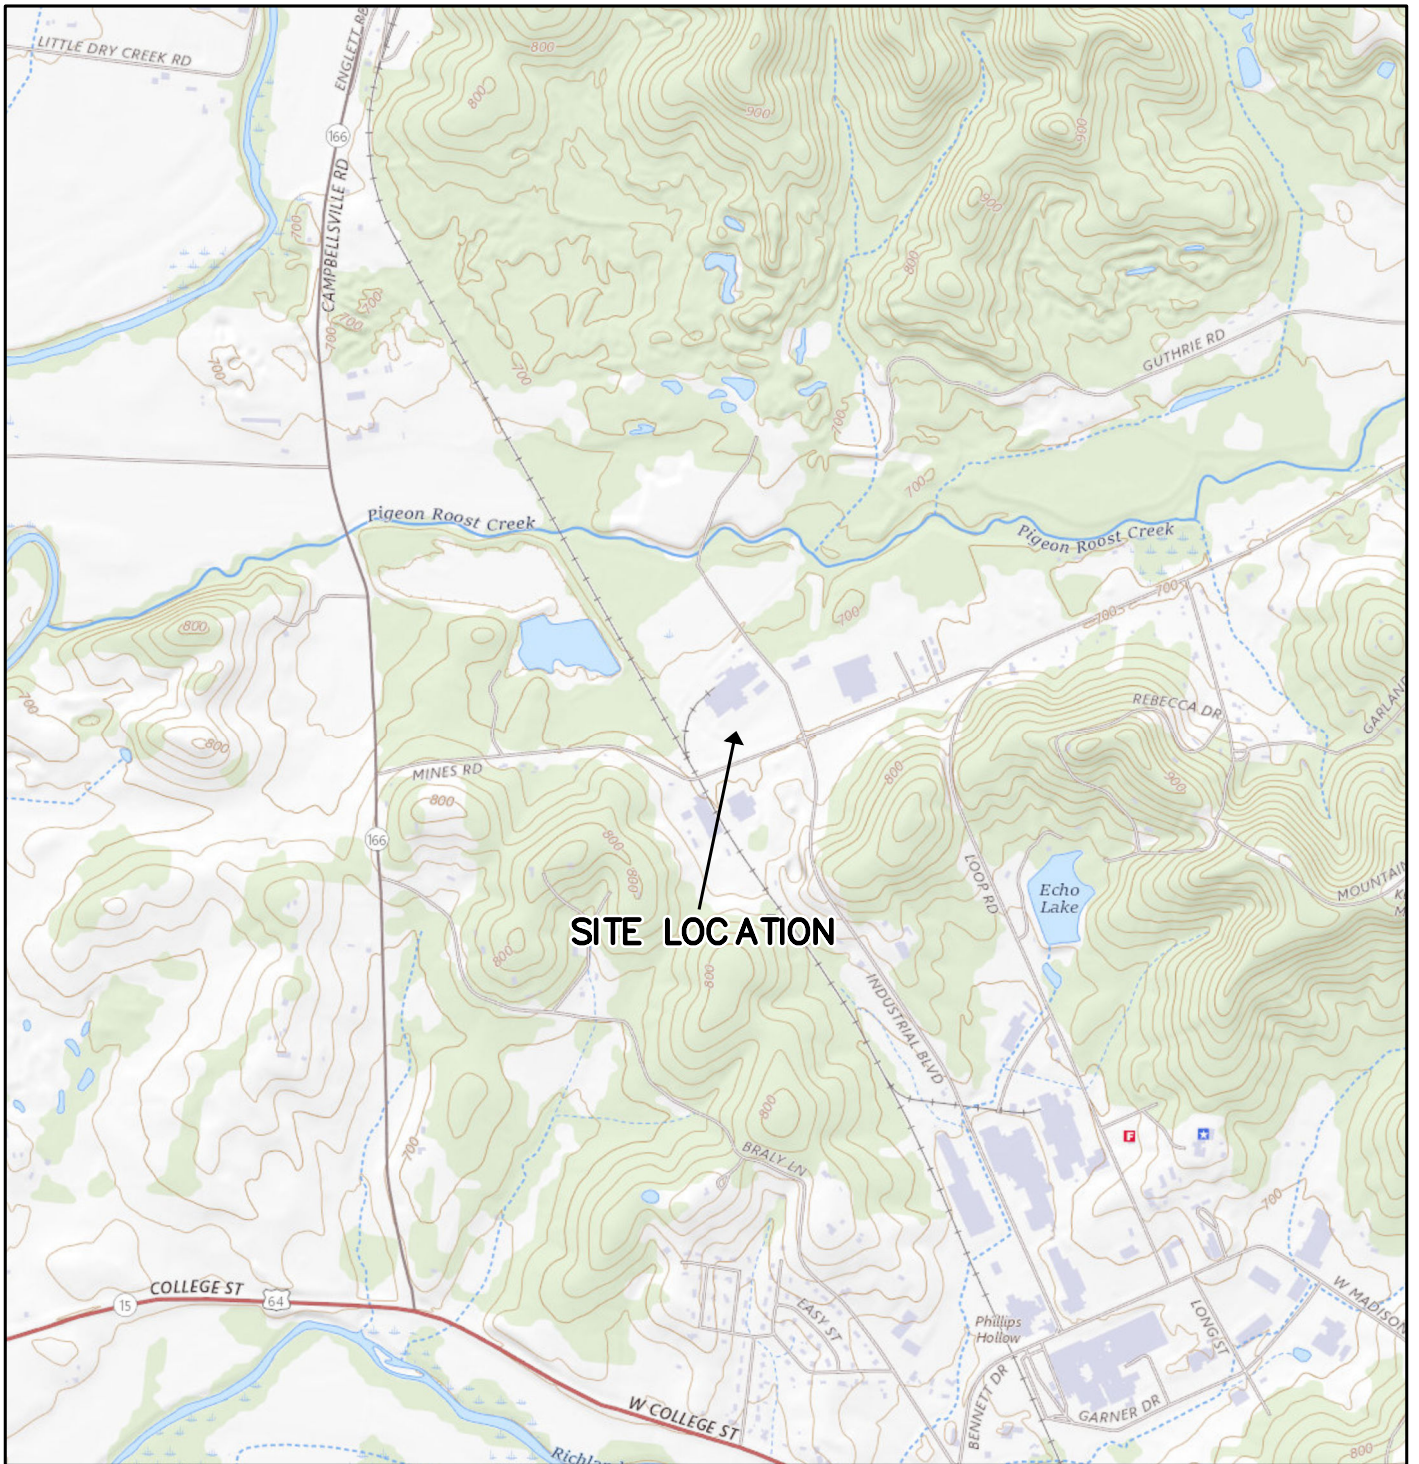 800
ENGLETT RD
LITTLE DRY CREEK RD
800
900
166
900
CAMPBELLSVILLE RD
900
700
800
700
700
700
GUTHRIE RD
700
700
700
700
Pigeon Roost Creek
Pigeon Roost Creek
700
700
700
800
700
800
REBECCA DR
GARLAND
MINES RD
800
800
900
166
800
800
LOOP RD
Echo
Lake
MOUNTAIN
SITE LOCATION
800
800
INDUSTRIAL BLVD
800
F
700
BRALY LN
700
COLLEGE ST
15
64
EASY ST
W MADISON
LONG ST
Phillips
Hollow
BENNETT DR
GARNER DR
W COLLEGE ST
800